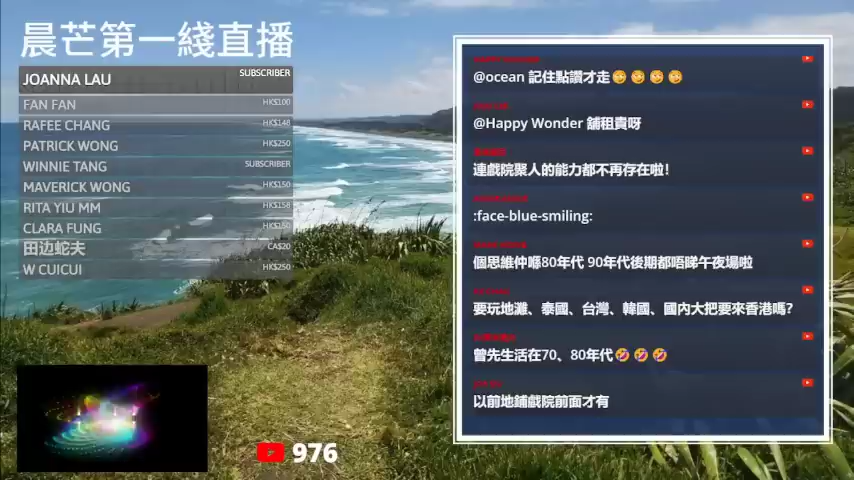 晨芒第一綫直播
JOANNA LAU SUBSCRIBER
FAN FAN HK$100
RAFEE CHANG HK$148
PATRICK WONG HK$250
WINNIE TANG SUBSCRIBER
MAVERICK WONG HK$150
RITA YIU MM HK$158
CLARA FUNG
田边蛇夫 CA$20
W CUICUI HK$250
976
@ocean 記住點讚才走
@Happy Wonder 舖租貴呀
連戲院聚人的能力都不再存在啦！
:face-blue-smiling:
個思維仲喺80年代 90年代後期都唔睇午夜場啦
要玩地灘、泰國、台灣、韓國、國内大把要來香港嗎?
曾先生活在70、80年代
以前地鋪戲院前面才有